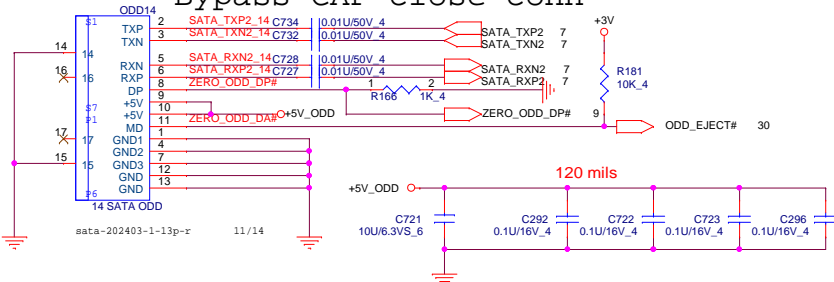 Bypass CAP close conn
ODD14
S1
TXP 2 SATA_TXP2_14 C734 0.01U/50V_4 SATA_TXP2 7
TXN 3 SATA_TXN2_14 C732 0.01U/50V_4 SATA_TXN2 7
+3V
14 14
RXN 5 SATA_RXN2_14 C728 0.01U/50V_4 SATA_RXN2 7
RXP 6 SATA_RXP2_14 C727 0.01U/50V_4 SATA_RXP2 7
16 16
DP 8 ZERO_ODD_DP# 1 R166 2 1K_4
R181
10K_4
S7 +5V 9
P1 +5V 10 +5V_ODD
ZERO_ODD_DP#
MD 11 ZERO_ODD_DA# 9 ODD_EJECT# 30
17 17 GND1 1
GND2 4
15 15 GND3 7
GND 12
P6 GND 13
14 SATA ODD
sata-202403-1-13p-r 11/14
120 mils
+5V_ODD
C721 C292 C722 C723 C296
10U/6.3VS_6 0.1U/16V_4 0.1U/16V_4 0.1U/16V_4 0.1U/16V_4